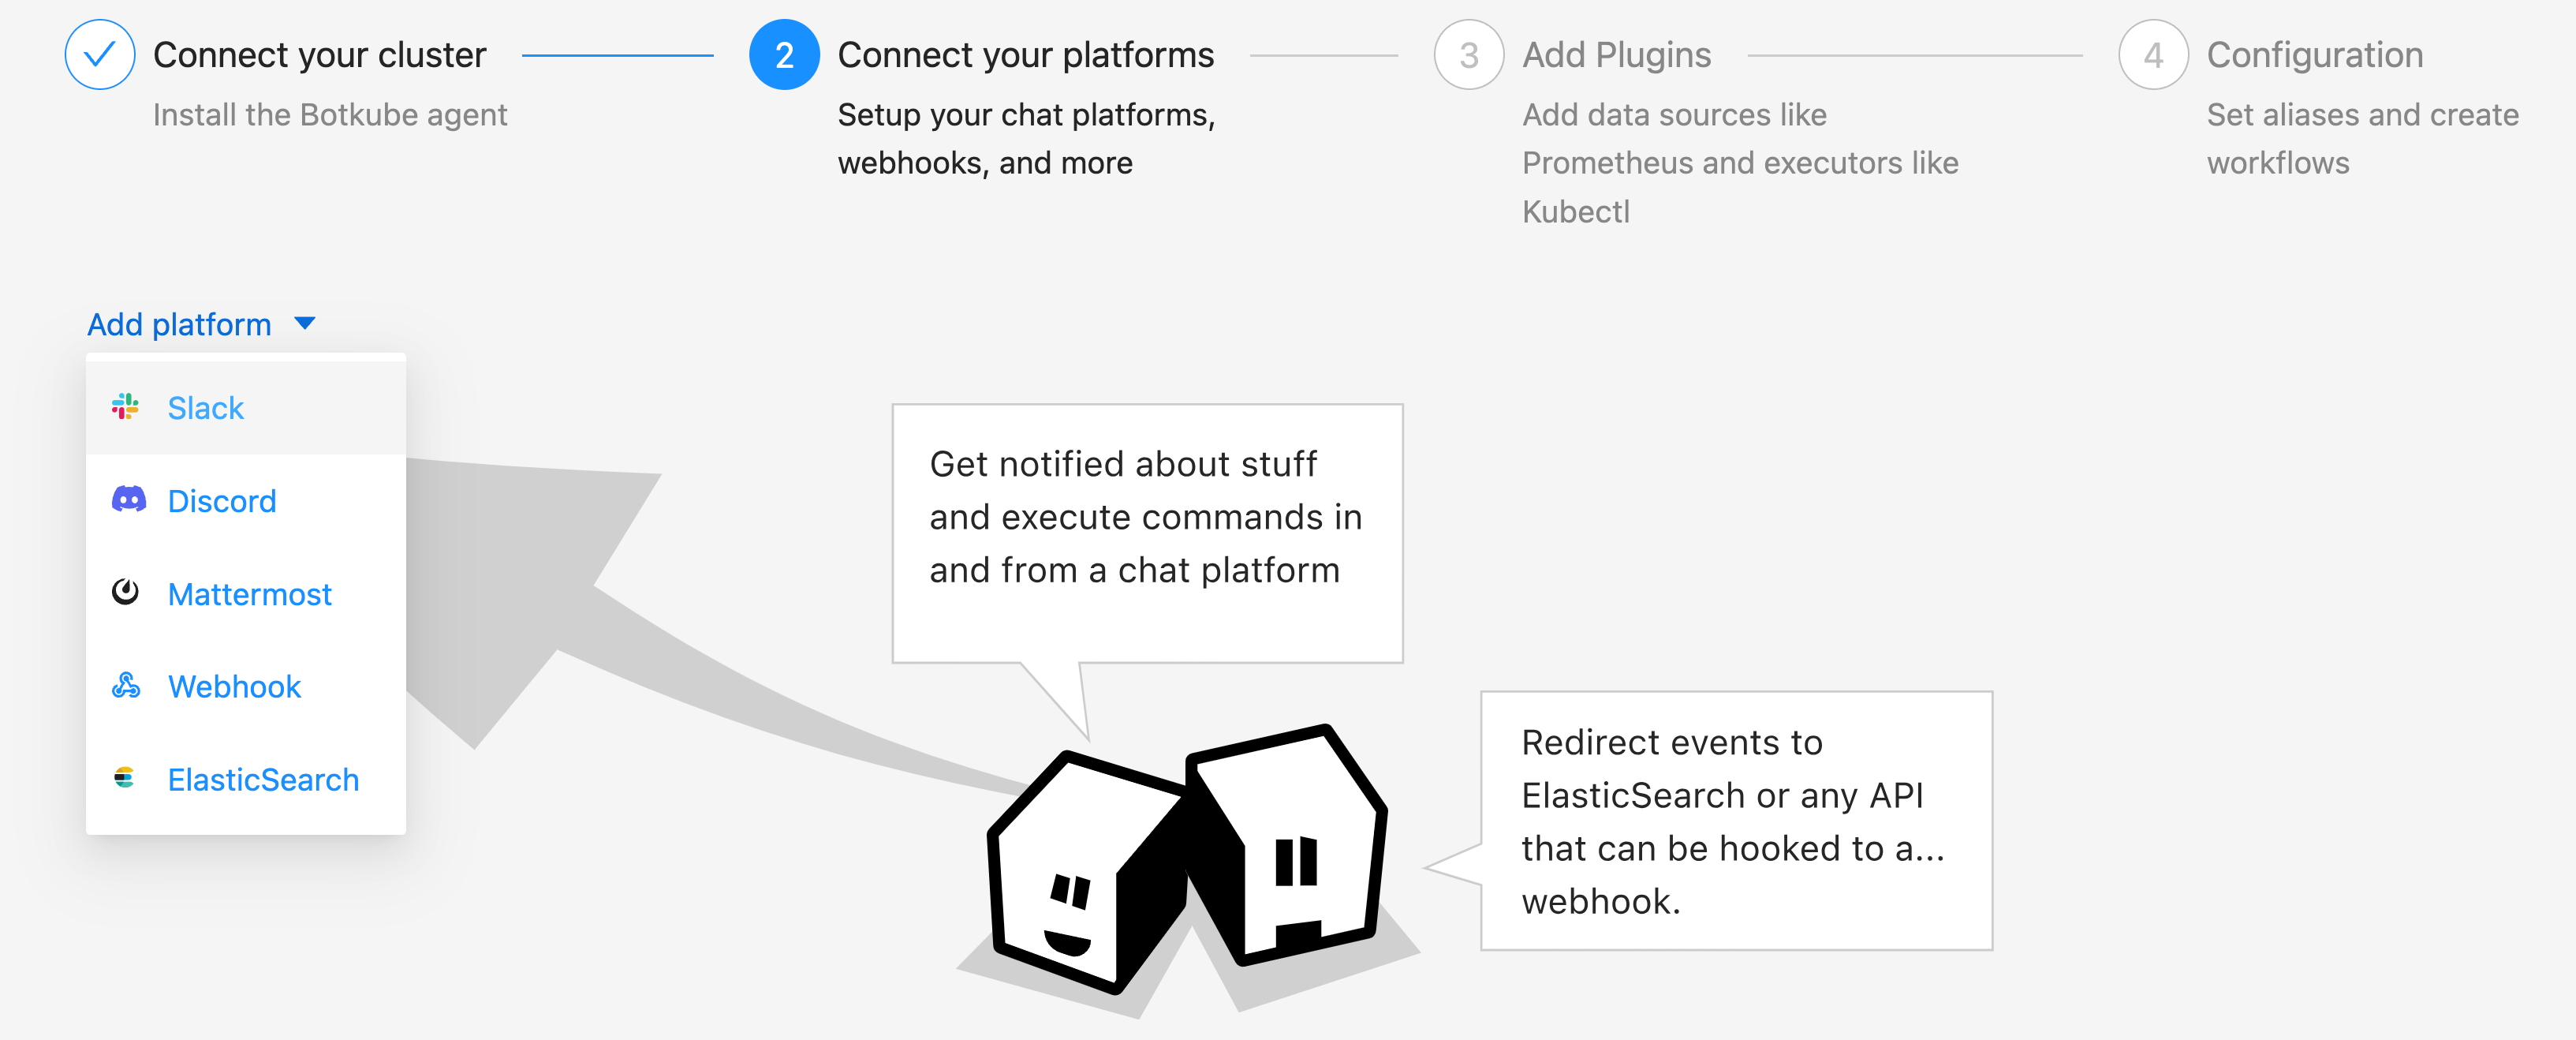 Connect your cluster
Install the Botkube agent
2
Connect your platforms
Setup your chat platforms,
webhooks, and more
3
Add Plugins
Add data sources like
Prometheus and executors like
Kubectl
4
Configuration
Set aliases and create
workflows
Add platform
Slack
Discord
Mattermost
Webhook
ElasticSearch
Get notified about stuff
and execute commands in
and from a chat platform
Redirect events to
ElasticSearch or any API
that can be hooked to a...
webhook.